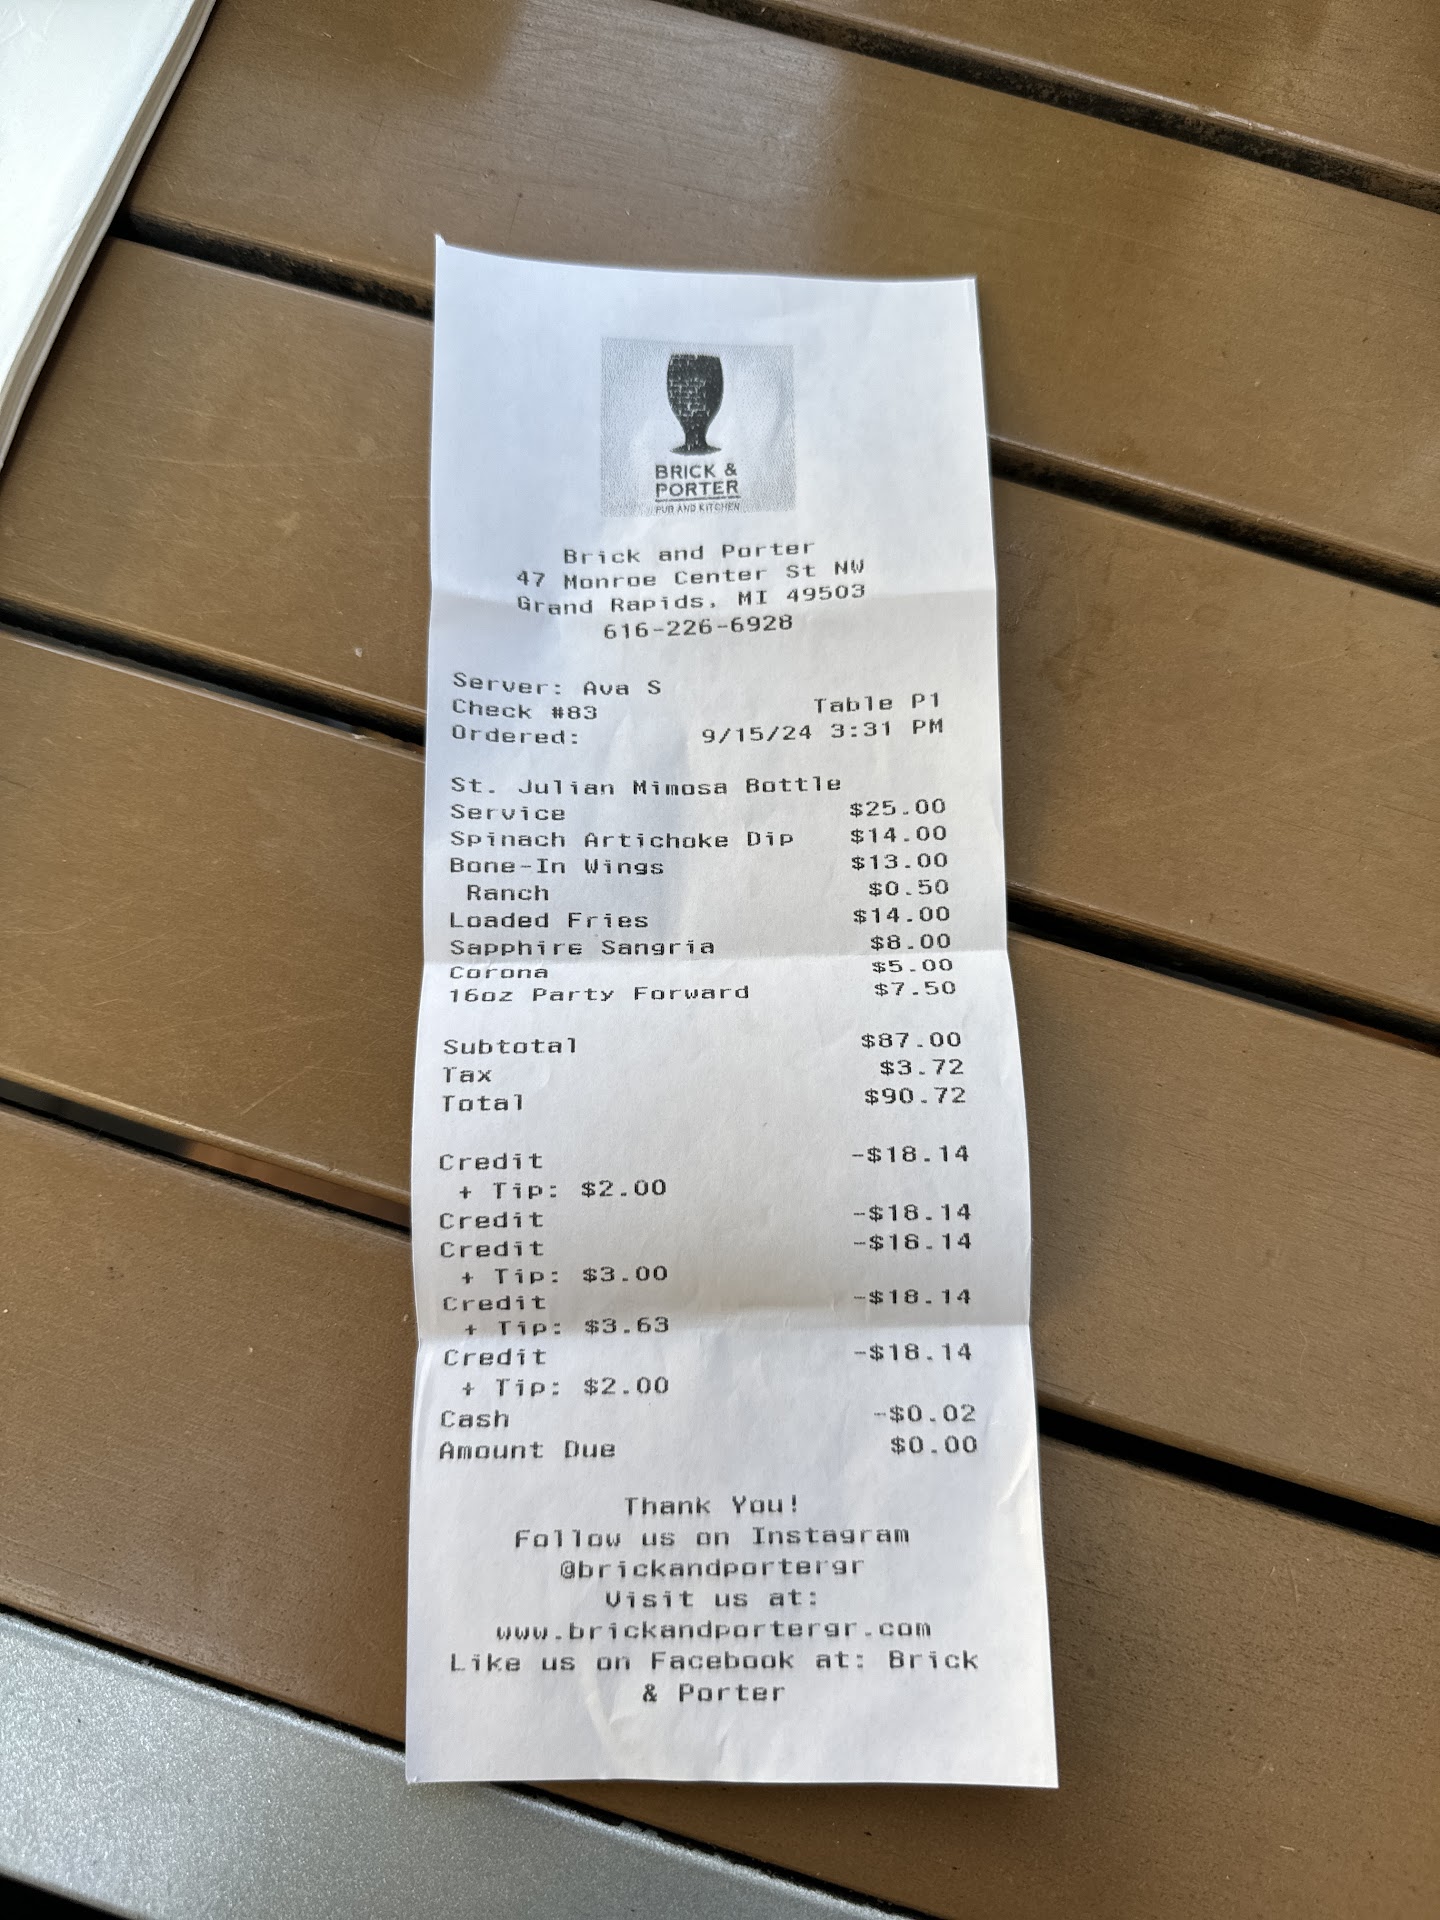 BRICK &
PORTER
PUB AND KITCHEN
Brick and Porter
47 Monroe Center St NW
Grand Rapids, MI 49503
616-226-6928
Server: Ava S
Check #83 Table P1
Ordered: 9/15/24 3:31 PM
St. Julian Mimosa Bottle
Service $25.00
Spinach Artichoke Dip $14.00
Bone-In Wings $13.00
Ranch $0.50
Loaded Fries $14.00
Sapphire Sangria $8.00
Corona $5.00
16oz Party Forward $7.50
Subtotal $87.00
Tax $3.72
Total $90.72
Credit -$18.14
+ Tip: $2.00
Credit -$18.14
Credit -$18.14
+ Tip: $3.00
Credit -$18.14
+ Tip: $3.63
Credit -$18.14
+ Tip: $2.00
Cash -$0.02
Amount Due $0.00
Thank You!
Follow us on Instagram
@brickandportergr
Visit us at:
www.brickandportergr.com
Like us on Facebook at: Brick
& Porter